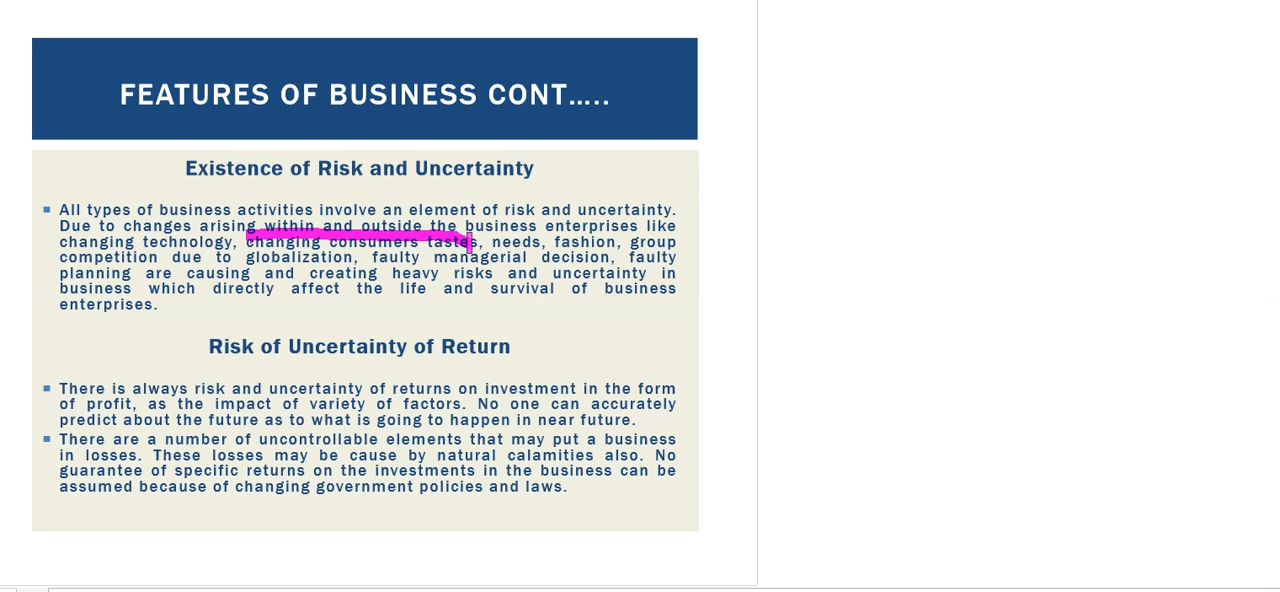 FEATURES OF BUSINESS CONT.....
Existence of Risk and Uncertainty
All types of business activities involve an element of risk and uncertainty.
Due to changes arising within and outside the business enterprises like
changing technology, changing consumers tastes, needs, fashion, group
competition due to globalization, faulty managerial decision, faulty
planning are causing and creating heavy risks and uncertainty in
business which directly affect the life and survival of business
enterprises.
Risk of Uncertainty of Return
There is always risk and uncertainty of returns on investment in the form
of profit, as the impact of variety of factors. No one can accurately
predict about the future as to what is going to happen in near future.
There are a number of uncontrollable elements that may put a business
in losses. These losses may be cause by natural calamities also. No
guarantee of specific returns on the investments in the business can be
assumed because of changing government policies and laws.